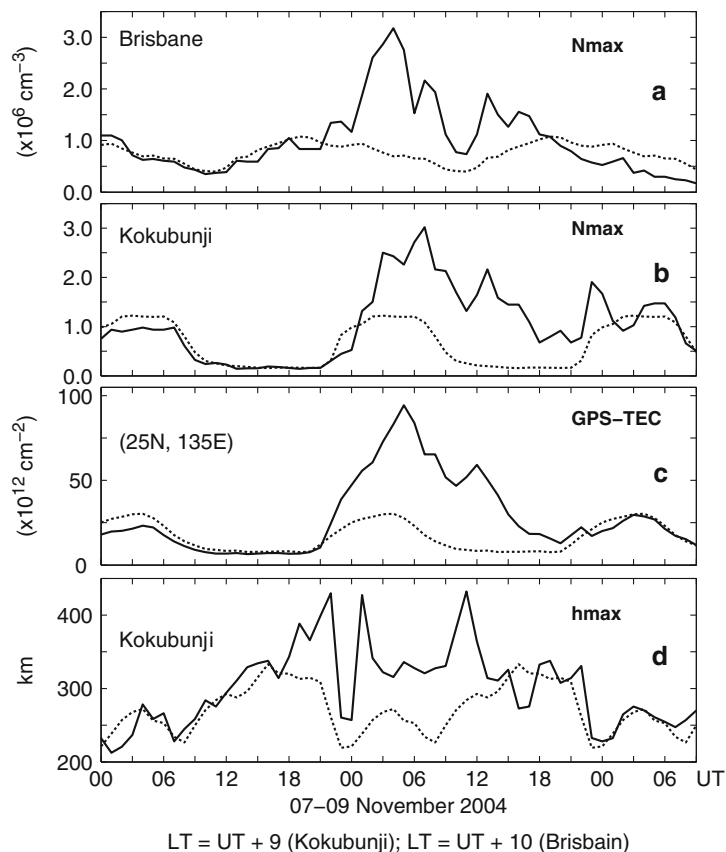 Brisbane
Nmax
a
(x10⁶ cm⁻³)
3.0
2.0
1.0
0.0
Kokubunji
Nmax
b
3.0
2.0
1.0
0.0
(25N, 135E)
GPS–TEC
c
(x10¹² cm⁻²)
100
50
0
Kokubunji
hmax
d
km
400
300
200
00 06 12 18 00 06 12 18 00 06 UT
07–09 November 2004
LT = UT + 9 (Kokubunji); LT = UT + 10 (Brisbain)